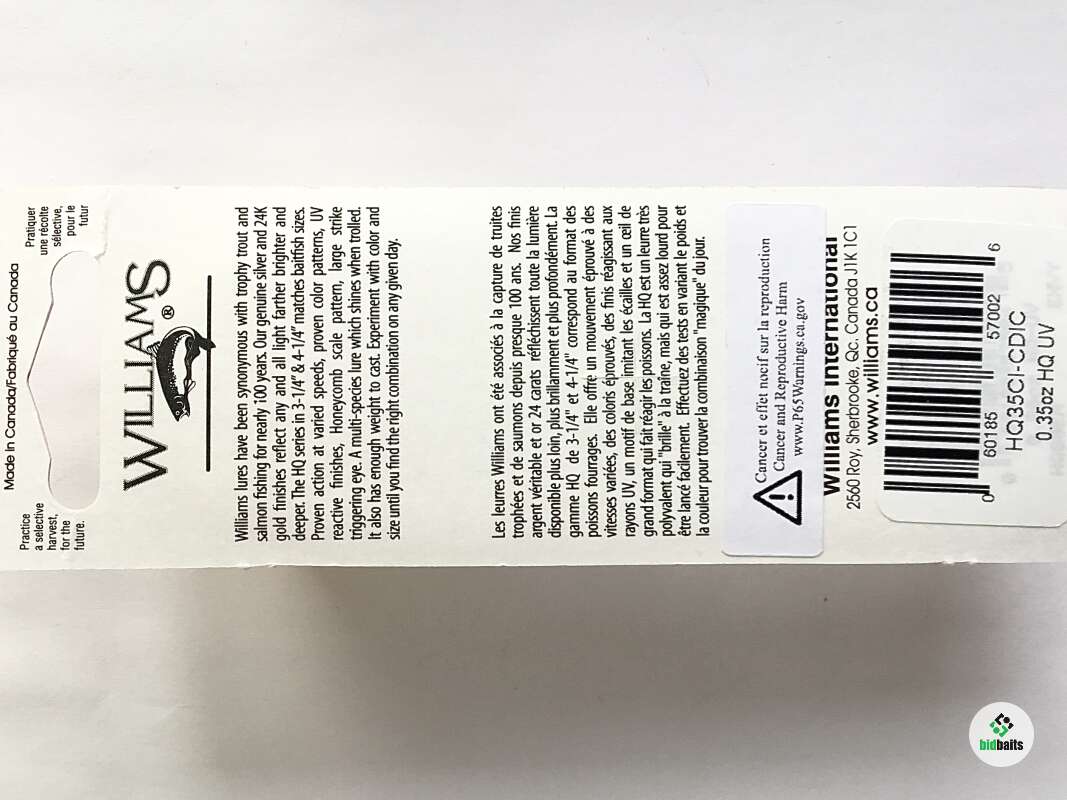 Made In Canada/Fabriqué au Canada
Practice
a selective
harvest,
for the
future.
Pratiquer
une récolte
sélective,
pour le
futur
WILLIAMS®
Williams lures have been synonymous with trophy trout and
salmon fishing for nearly 100 years. Our genuine silver and 24K
gold finishes reflect any and all light farther brighter and
deeper. The HQ series in 3-1/4" & 4-1/4" matches baitfish sizes.
Proven action at varied speeds, proven color patterns, UV
reactive finishes, Honeycomb scale pattern, large strike
triggering eye. A multi-species lure which shines when trolled.
It also has enough weight to cast. Experiment with color and
size until you find the right combination on any given day.
Les leurres Williams ont été associés à la capture de truites
trophées et de saumons depuis presque 100 ans. Nos finis
argent véritable et or 24 carats réfléchissent toute la lumière
disponible plus loin, plus brillamment et plus profondément. La
gamme HQ de 3-1/4" et 4-1/4" correspond au format des
poissons fourrages. Elle offre un mouvement éprouvé à des
vitesses variées, des coloris éprouvés, des finis réagissant aux
rayons UV, un motif de base imitant les écailles et un œil de
grand format qui fait réagir les poissons. La HQ est un leurre très
polyvalent qui "brille" à la traîne, mais qui est assez lourd pour
être lancé facilement. Effectuez des tests en variant le poids et
la couleur pour trouver la combinaison "magique" du jour.
Cancer et effet nocif sur la reproduction
Cancer and Reproductive Harm
www.P65Warnings.ca.gov
Williams International
2560 Roy, Sherbrooke, Qc. Canada J1K 1C1
www.williams.ca
0 60185 57002 6
HQ35CI-CDIC
0.35oz HQ UV
bidbaits